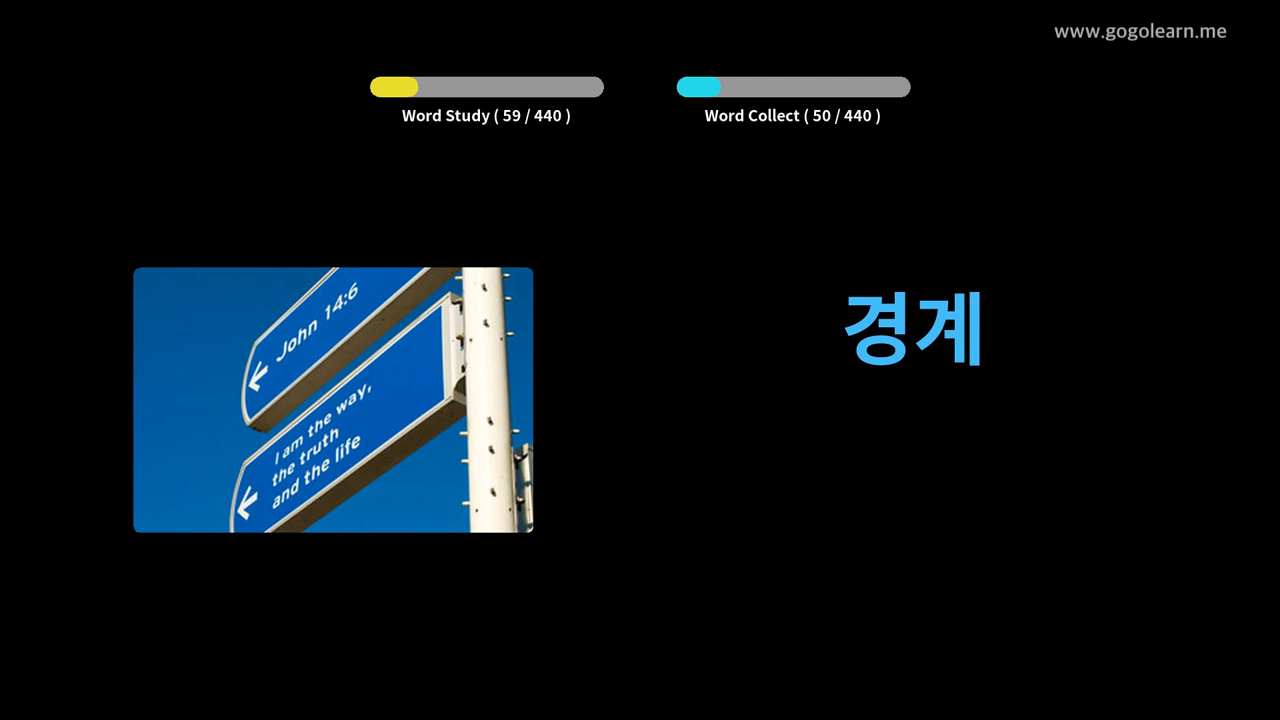 www.gogolearn.me
Word Study ( 59 / 440 )
Word Collect ( 50 / 440 )
John 14:6
I am the way,
the truth
and the life
경계